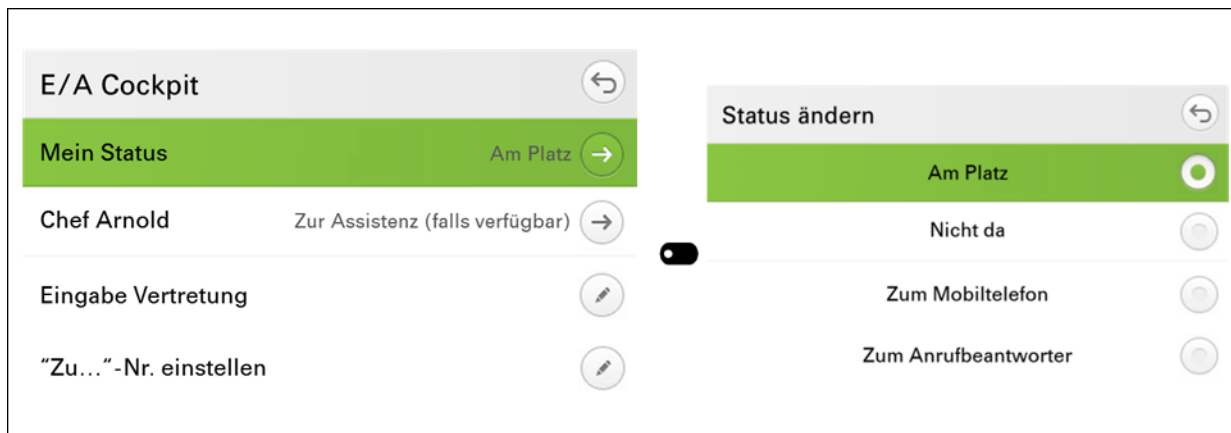 E/A Cockpit
Mein Status Am Platz
Chef Arnold Zur Assistenz (falls verfügbar)
Eingabe Vertretung
“Zu...“-Nr. einstellen
Status ändern
Am Platz
Nicht da
Zum Mobiltelefon
Zum Anrufbeantworter